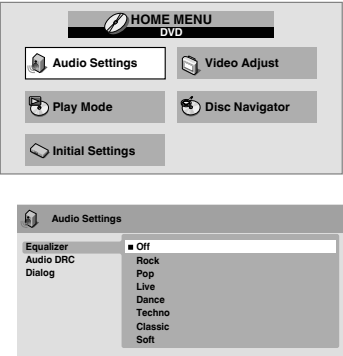 HOME MENU
DVD
Audio Settings
Video Adjust
Play Mode
Disc Navigator
Initial Settings
Audio Settings
Equalizer
Audio DRC
Dialog
Off
Rock
Pop
Live
Dance
Techno
Classic
Soft